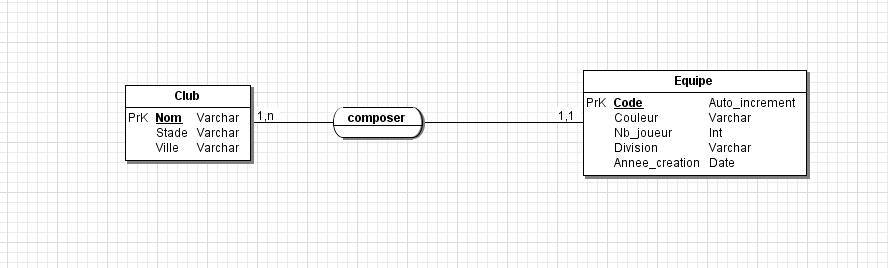 Club
PrK Nom Varchar
Stade Varchar
Ville Varchar
1,n
composer
1,1
Equipe
PrK Code Auto_increment
Couleur Varchar
Nb_joueur Int
Division Varchar
Annee_creation Date